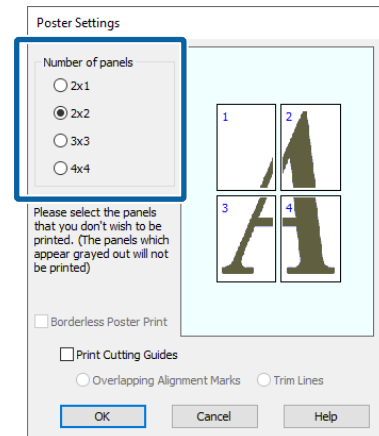 Poster Settings
Number of panels
2x1
2x2
3x3
4x4
1
2
3
4
Please select the panels
that you don't wish to be
printed. (The panels which
appear grayed out will not
be printed)
Borderless Poster Print
Print Cutting Guides
Overlapping Alignment Marks
Trim Lines
OK
Cancel
Help